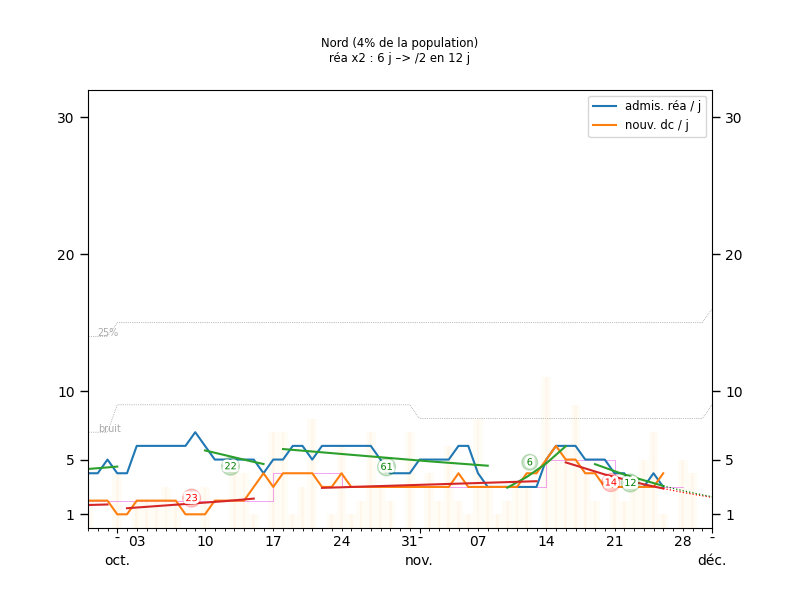 Nord (4% de la population)
réa x2 : 6 j –> /2 en 12 j
admis. réa / j
nouv. dc / j
30 30
20 20
25%
10 10
bruit
5 5
22 61 6
23 14 12
1 1
- 03 10 17 24 31- 07 14 21 28 -
oct. nov. déc.